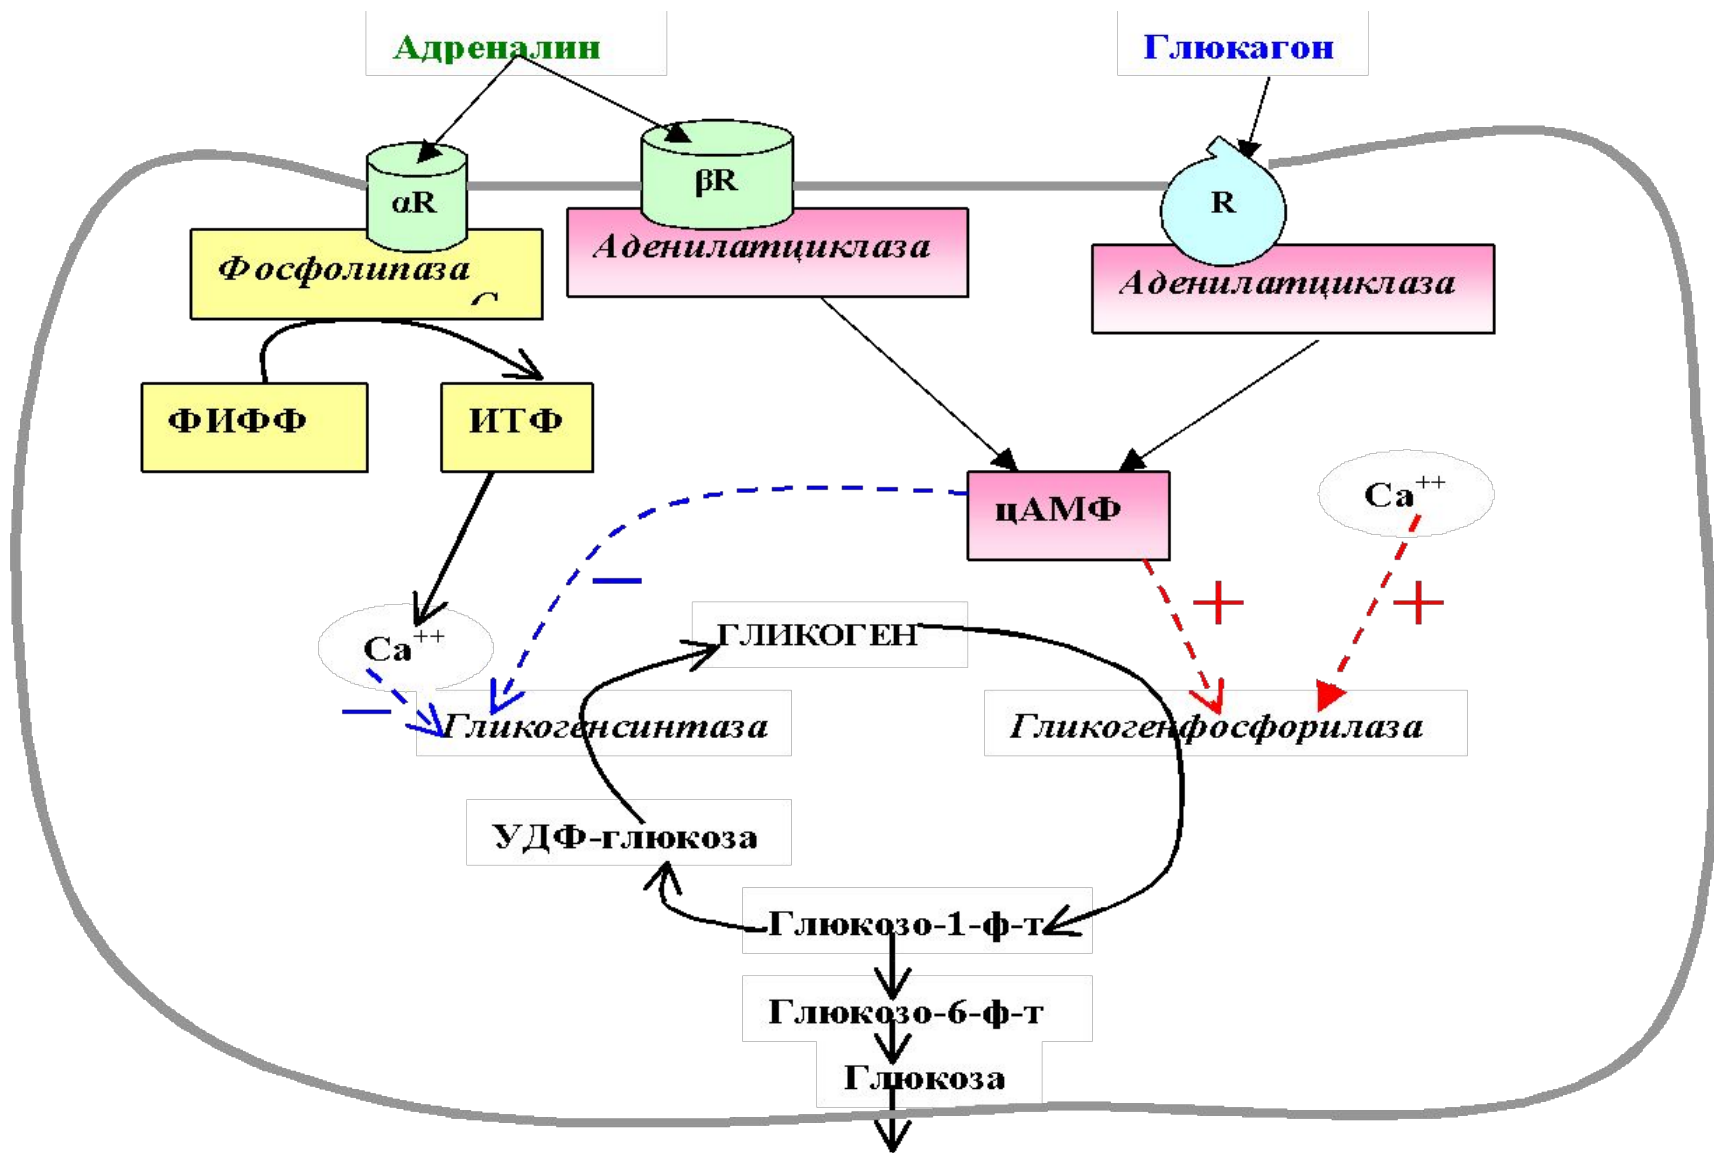 Адреналин
Глюкагон
αR
βR
R
Фосфолипаза
С
Аденилатциклаза
Аденилатциклаза
ФИФФ
ИТФ
цАМФ
Ca++
Ca++
ГЛИКОГЕН
Гликогенсинтаза
Гликогенфосфорилаза
УДФ-глюкоза
Глюкозо-1-ф-т
Глюкозо-6-ф-т
Глюкоза